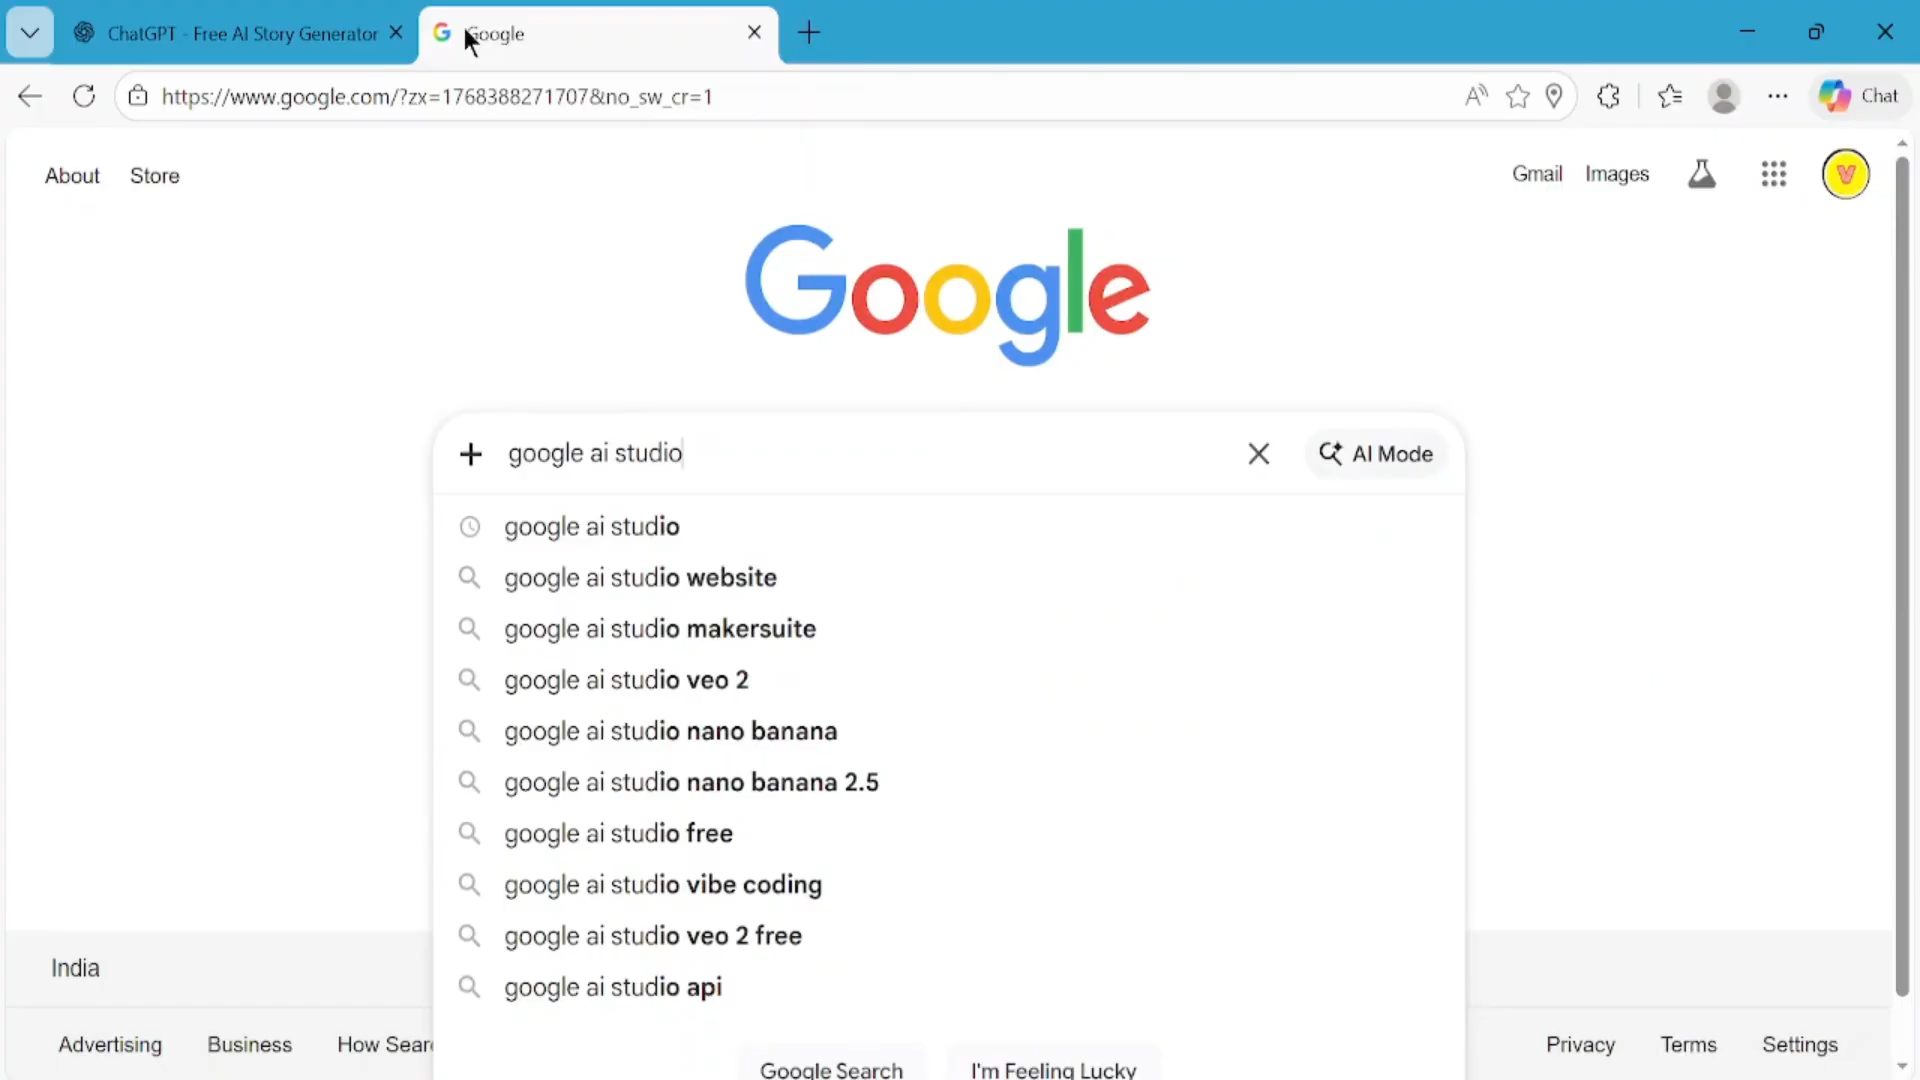 ChatGPT - Free AI Story Generator
Google
https://www.google.com/?zx=1768388271707&no_sw_cr=1
Chat
About
Store
Gmail
Images
V
Google
google ai studio
AI Mode
google ai studio
google ai studio website
google ai studio makersuite
google ai studio veo 2
google ai studio nano banana
google ai studio nano banana 2.5
google ai studio free
google ai studio vibe coding
google ai studio veo 2 free
google ai studio api
India
Advertising
Business
How Sear
Google Search
I'm Feeling Lucky
Privacy
Terms
Settings